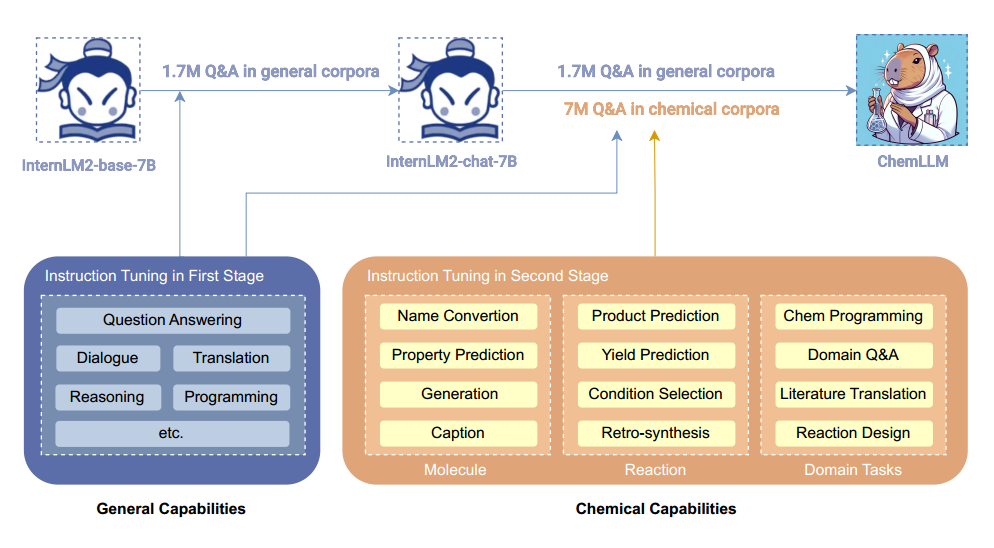 1.7M Q&A in general corpora
1.7M Q&A in general corpora
7M Q&A in chemical corpora
InternLM2-base-7B
InternLM2-chat-7B
ChemLLM
Instruction Tuning in First Stage
Question Answering
Dialogue
Translation
Reasoning
Programming
etc.
General Capabilities
Instruction Tuning in Second Stage
Name Convertion
Property Prediction
Generation
Caption
Molecule
Product Prediction
Yield Prediction
Condition Selection
Retro-synthesis
Reaction
Chem Programming
Domain Q&A
Literature Translation
Reaction Design
Domain Tasks
Chemical Capabilities